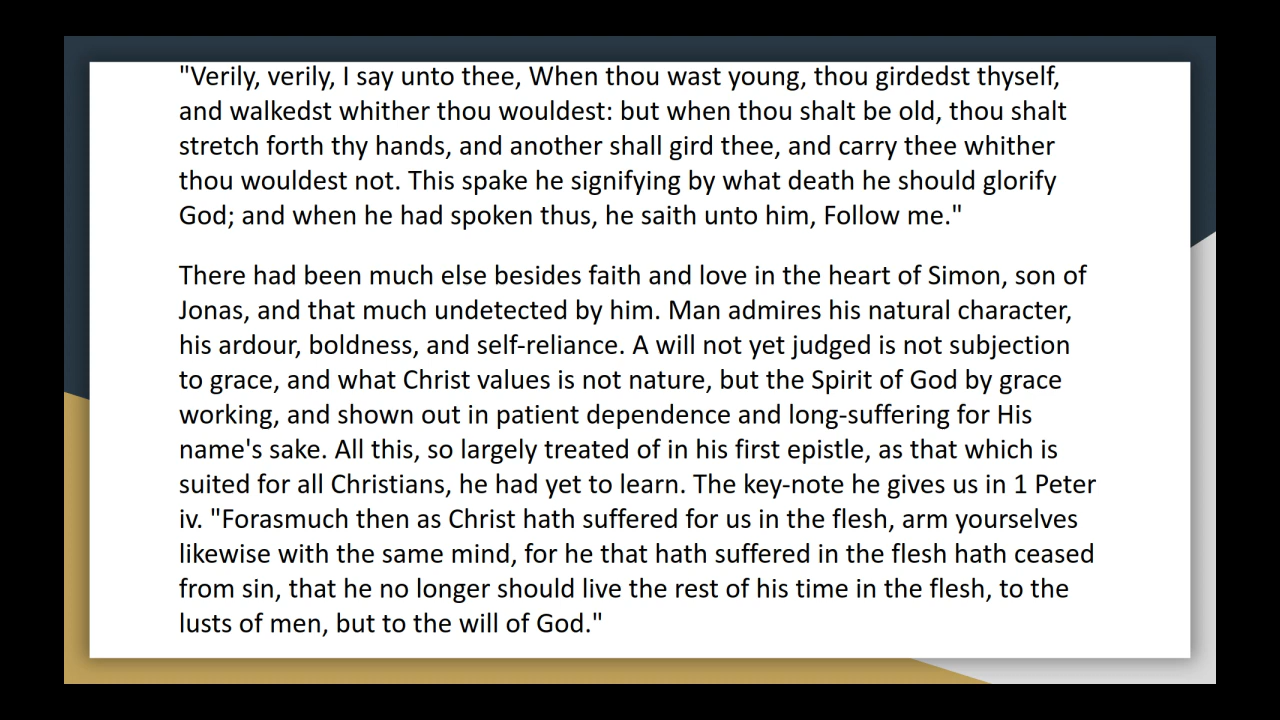 "Verily, verily, I say unto thee, When thou wast young, thou girdedst thyself,
and walkedst whither thou wouldest: but when thou shalt be old, thou shalt
stretch forth thy hands, and another shall gird thee, and carry thee whither
thou wouldest not. This spake he signifying by what death he should glorify
God; and when he had spoken thus, he saith unto him, Follow me."
There had been much else besides faith and love in the heart of Simon, son of
Jonas, and that much undetected by him. Man admires his natural character,
his ardour, boldness, and self-reliance. A will not yet judged is not subjection
to grace, and what Christ values is not nature, but the Spirit of God by grace
working, and shown out in patient dependence and long-suffering for His
name's sake. All this, so largely treated of in his first epistle, as that which is
suited for all Christians, he had yet to learn. The key-note he gives us in 1 Peter
iv. "Forasmuch then as Christ hath suffered for us in the flesh, arm yourselves
likewise with the same mind, for he that hath suffered in the flesh hath ceased
from sin, that he no longer should live the rest of his time in the flesh, to the
lusts of men, but to the will of God."